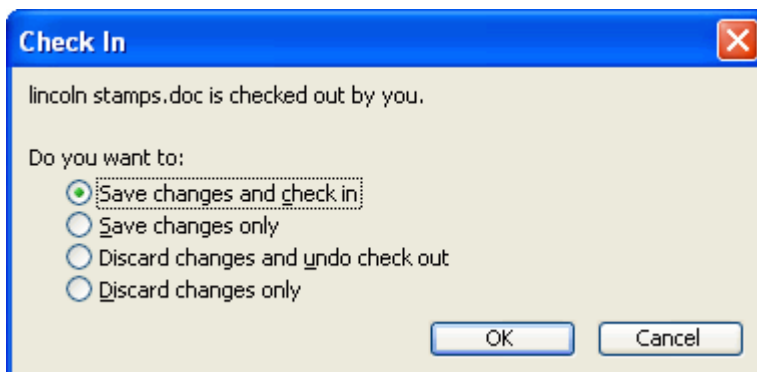 Check In
lincoln stamps.doc is checked out by you.
Do you want to:
Save changes and check in
Save changes only
Discard changes and undo check out
Discard changes only
OK Cancel